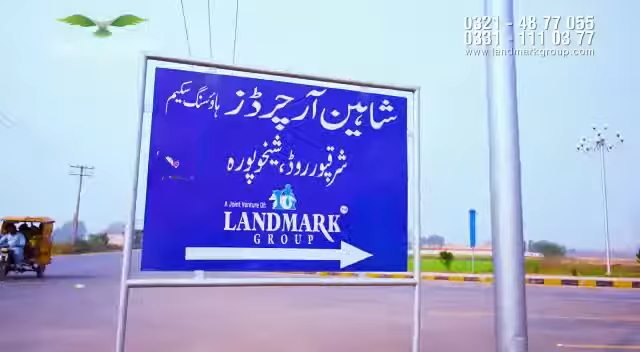 0321 - 48 77 055
0331 - 111 03 77
www.landmarkgroup.com
شاہین آرچرڈز ہاؤسنگ سکیم
شرقپور روڈ، شیخوپورہ
A Joint Venture Of:
LANDMARK
GROUP